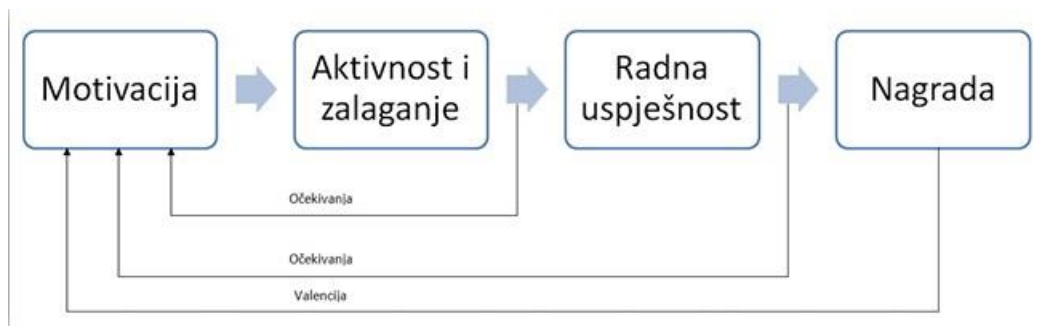 Motivacija
Aktivnost i
zalaganje
Radna
uspješnost
Nagrada
Očekivanja
Očekivanja
Valencija